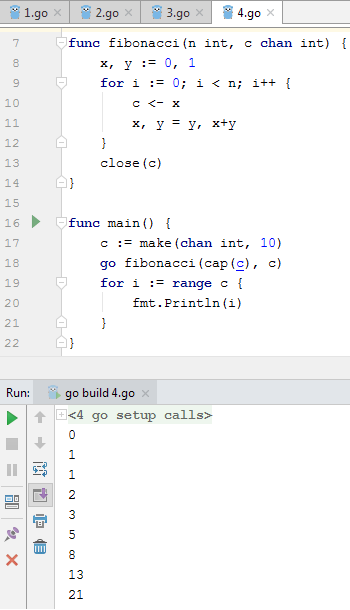 1.go × 2.go × 3.go × 4.go ×
7 func fibonacci(n int, c chan int) {
8 x, y := 0, 1
9 for i := 0; i < n; i++ {
10 c <- x
11 x, y = y, x+y
12 }
13 close(c)
14 }
15
16 func main() {
17 c := make(chan int, 10)
18 go fibonacci(cap(c), c)
19 for i := range c {
20 fmt.Println(i)
21 }
22 }
Run: go build 4.go ×
<4 go setup calls>
0
1
1
2
3
5
8
13
21